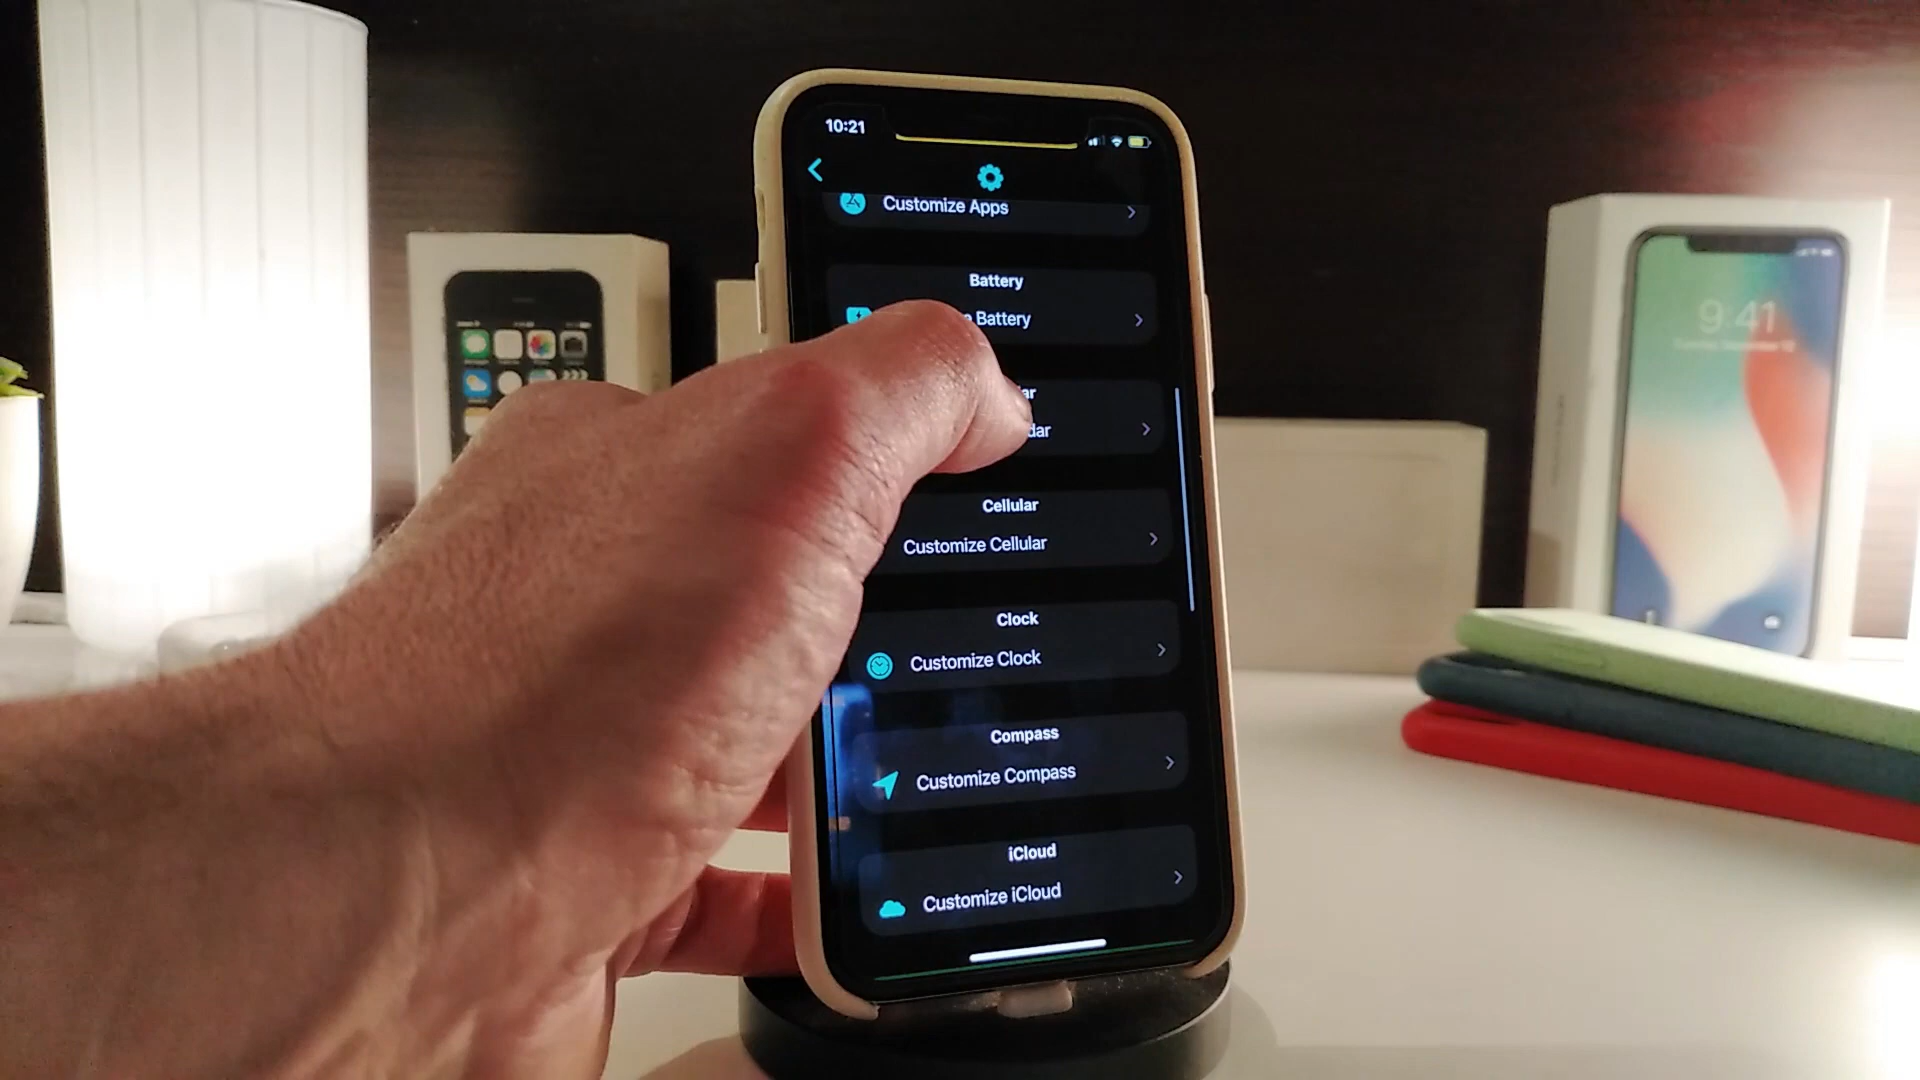 10:21
Customize Apps
Battery
Battery
Cellular
Customize Cellular
Clock
Customize Clock
Compass
Customize Compass
iCloud
Customize iCloud
9:41